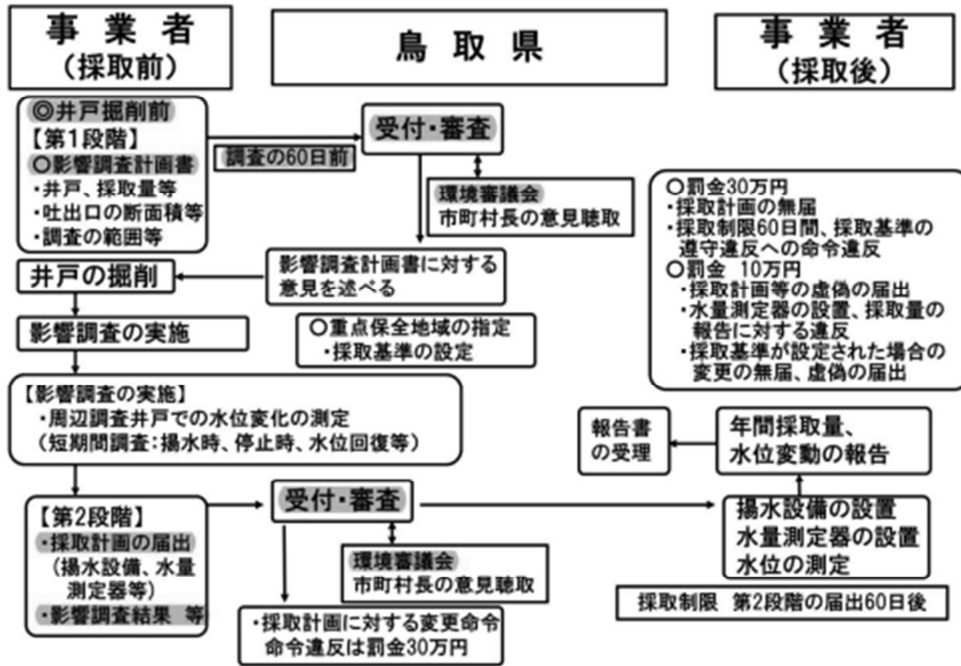 事業者
(採取前)
鳥取県
事業者
(採取後)
◎井戸掘削前
【第1段階】
○影響調査計画書
・井戸、採取量等
・吐出口の断面積等
・調査の範囲等
調査の60日前
受付・審査
環境審議会
市町村長の意見聴取
影響調査計画書に対する
意見を述べる
井戸の掘削
影響調査の実施
○重点保全地域の指定
・採取基準の設定
【影響調査の実施】
・周辺調査井戸での水位変化の測定
(短期間調査:揚水時、停止時、水位回復等)
【第2段階】
・採取計画の届出
(揚水設備、水量
測定器等)
・影響調査結果 等
受付・審査
環境審議会
市町村長の意見聴取
・採取計画に対する変更命令
命令違反は罰金30万円
○罰金30万円
・採取計画の無届
・採取制限60日間、採取基準の
遵守違反への命令違反
○罰金 10万円
・採取計画等の虚偽の届出
・水量測定器の設置、採取量の
報告に対する違反
・採取基準が設定された場合の
変更の無届、虚偽の届出
報告書
の受理
年間採取量、
水位変動の報告
揚水設備の設置
水量測定器の設置
水位の測定
採取制限 第2段階の届出60日後